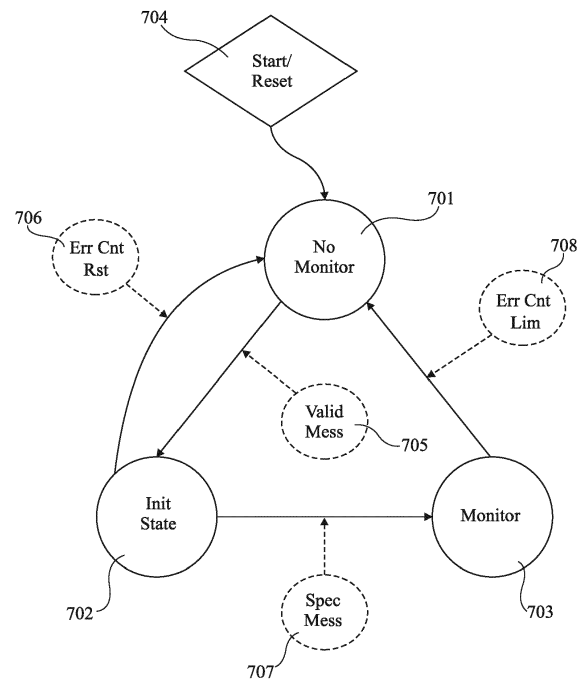 704
Start/
Reset
701
706
Err Cnt
Rst
No
Monitor
708
Err Cnt
Lim
Valid
Mess
705
Init
State
Monitor
702
Spec
Mess
703
707